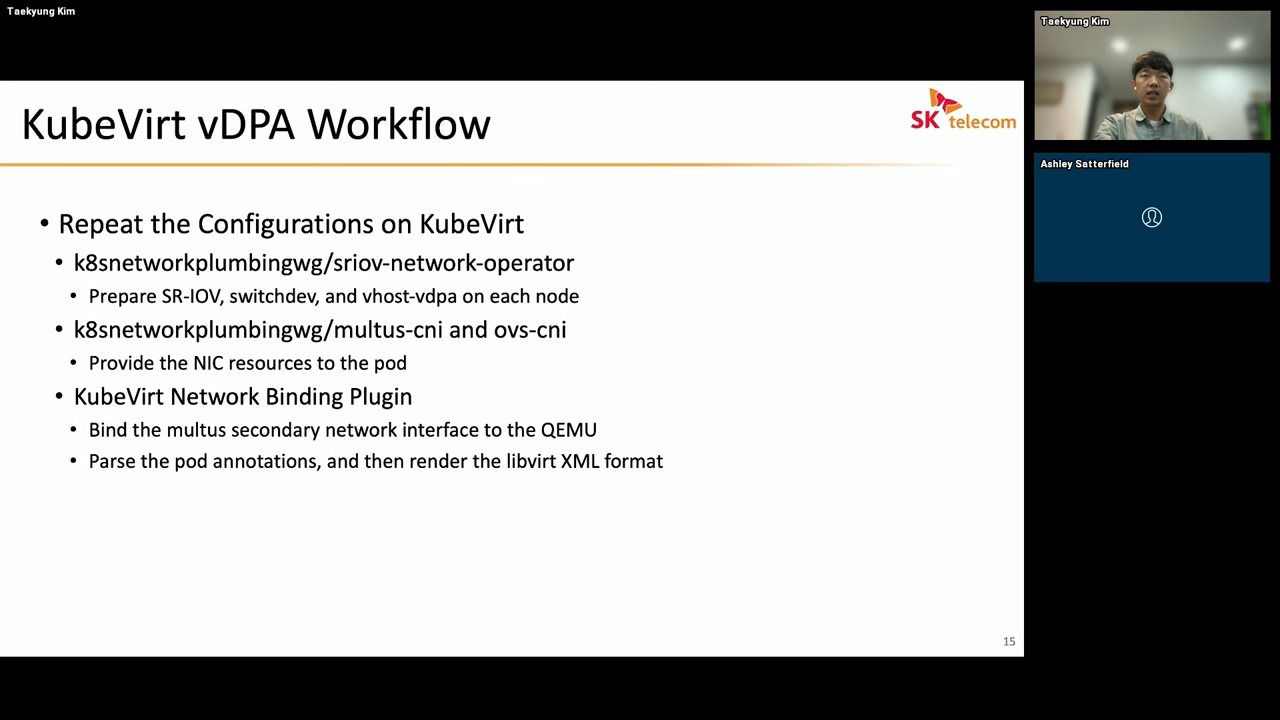 Taekyung Kim
KubeVirt vDPA Workflow
SK telecom
• Repeat the Configurations on KubeVirt
• k8snetworkplumbingwg/sriov-network-operator
• Prepare SR-IOV, switchdev, and vhost-vdpa on each node
• k8snetworkplumbingwg/multus-cni and ovs-cni
• Provide the NIC resources to the pod
• KubeVirt Network Binding Plugin
• Bind the multus secondary network interface to the QEMU
• Parse the pod annotations, and then render the libvirt XML format
15
Taekyung Kim
Ashley Satterfield